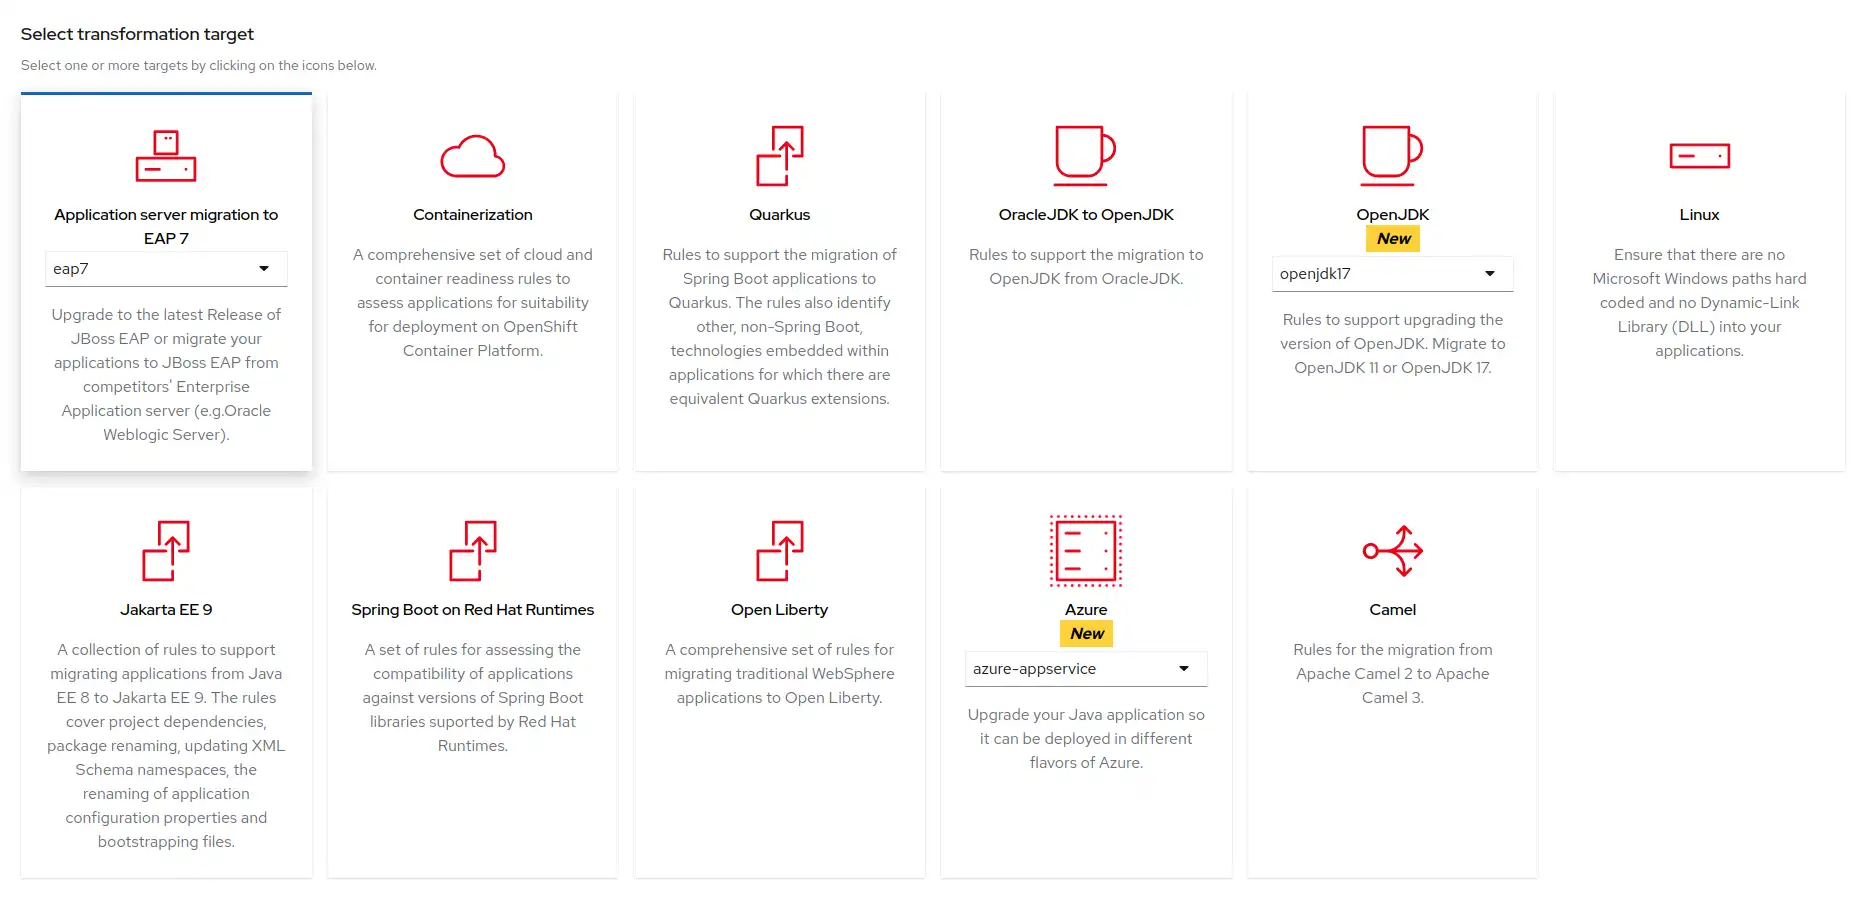 Select transformation target
Select one or more targets by clicking on the icons below.
Application server migration to
EAP 7
eap7
Upgrade to the latest Release of
JBoss EAP or migrate your
applications to JBoss EAP from
competitors' Enterprise
Application server (e.g.Oracle
Weblogic Server).
Containerization
A comprehensive set of cloud and
container readiness rules to
assess applications for suitability
for deployment on OpenShift
Container Platform.
Quarkus
Rules to support the migration of
Spring Boot applications to
Quarkus. The rules also identify
other, non-Spring Boot,
technologies embedded within
applications for which there are
equivalent Quarkus extensions.
OracleJDK to OpenJDK
Rules to support the migration to
OpenJDK from OracleJDK.
OpenJDK
New
openjdk17
Rules to support upgrading the
version of OpenJDK. Migrate to
OpenJDK 11 or OpenJDK 17.
Linux
Ensure that there are no
Microsoft Windows paths hard
coded and no Dynamic-Link
Library (DLL) into your
applications.
Jakarta EE 9
A collection of rules to support
migrating applications from Java
EE 8 to Jakarta EE 9. The rules
cover project dependencies,
package renaming, updating XML
Schema namespaces, the
renaming of application
configuration properties and
bootstrapping files.
Spring Boot on Red Hat Runtimes
A set of rules for assessing the
compatibility of applications
against versions of Spring Boot
libraries suported by Red Hat
Runtimes.
Open Liberty
A comprehensive set of rules for
migrating traditional WebSphere
applications to Open Liberty.
Azure
New
azure-appservice
Upgrade your Java application so
it can be deployed in different
flavors of Azure.
Camel
Rules for the migration from
Apache Camel 2 to Apache
Camel 3.